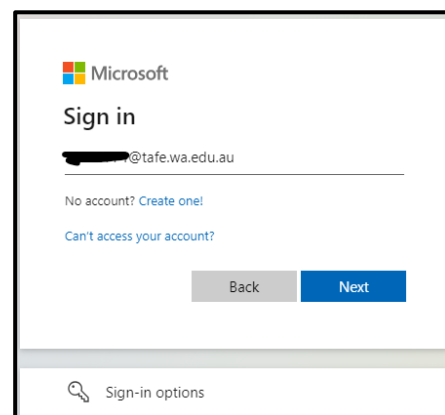 Microsoft
Sign in
@tafe.wa.edu.au
No account? Create one!
Can't access your account?
Back Next
Sign-in options